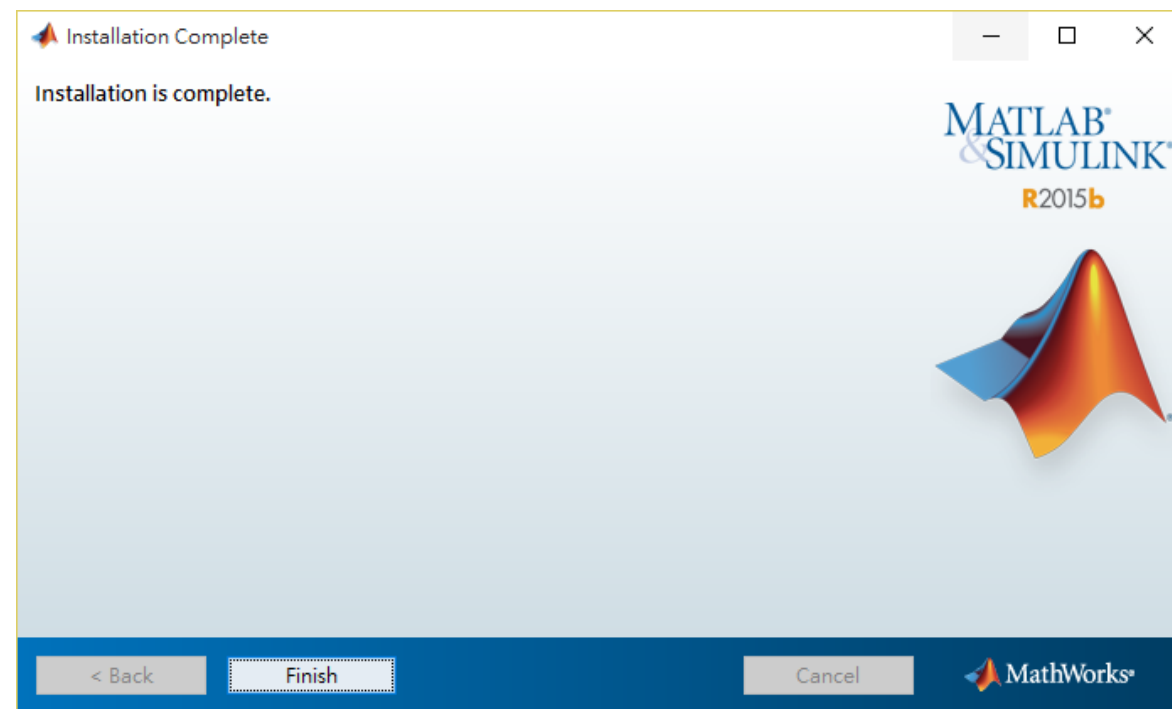 Installation Complete
Installation is complete.
MATLAB®
&SIMULINK®
R2015b
< Back
Finish
Cancel
MathWorks®